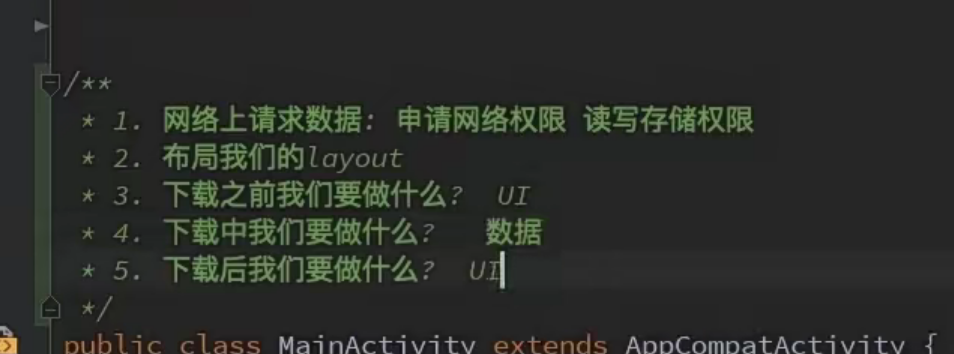 /**
* 1. 网络上请求数据: 申请网络权限 读写存储权限
* 2. 布局我们的layout
* 3. 下载之前我们要做什么? UI
* 4. 下载中我们要做什么? 数据
* 5. 下载后我们要做什么? UI
*/
public class MainActivity extends AppCompatActivity {